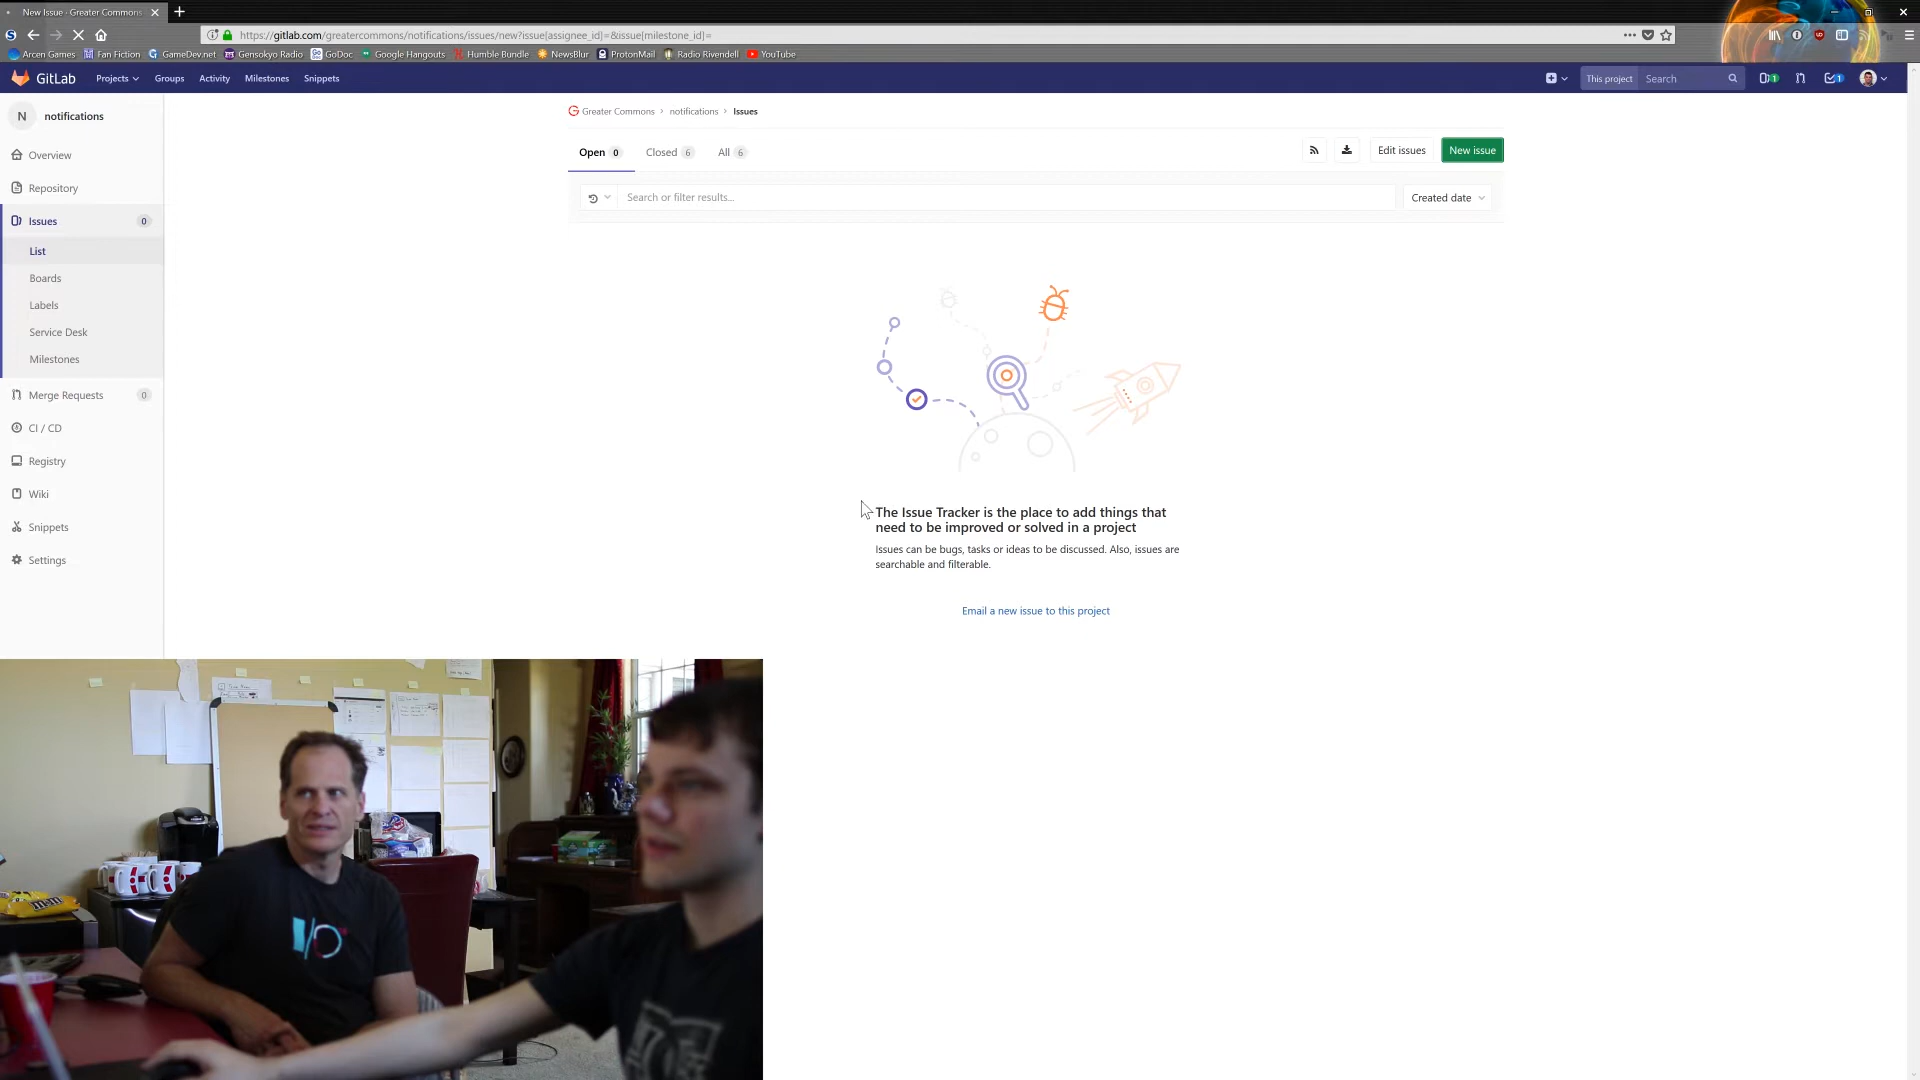 New Issue · Greater Commons
https://gitlab.com/greatercommons/notifications/issues/new?issue[assignee_id]=&issue[milestone_id]=
Arcen Games Fan Fiction GameDev.net Gensokyo Radio GoDoc Google Hangouts Humble Bundle NewsBlur ProtonMail Radio Rivendell YouTube
GitLab Projects Groups Activity Milestones Snippets This project Search 1 1
N notifications
Greater Commons › notifications › Issues
Open 0 Closed 6 All 6 Edit issues New issue
Search or filter results... Created date
Overview
Repository
Issues 0
List
Boards
Labels
Service Desk
Milestones
Merge Requests 0
CI / CD
Registry
Wiki
Snippets
Settings
The Issue Tracker is the place to add things that
need to be improved or solved in a project
Issues can be bugs, tasks or ideas to be discussed. Also, issues are
searchable and filterable.
Email a new issue to this project
I/O